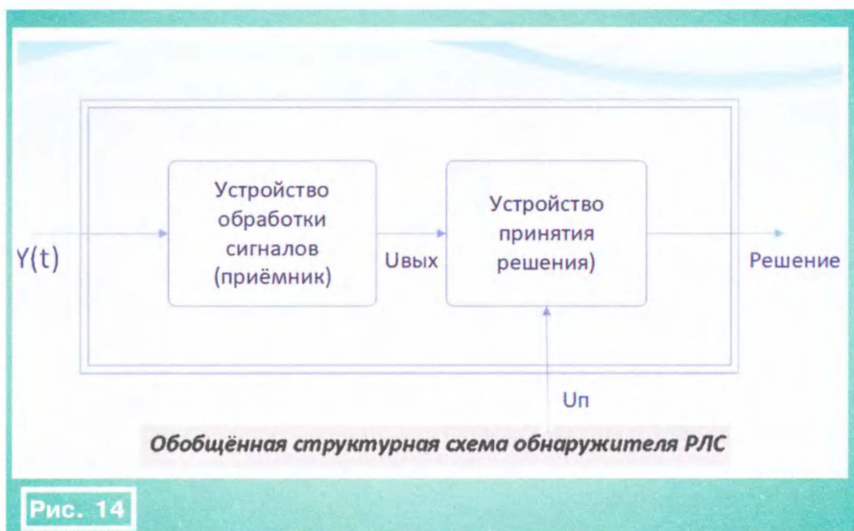 Устройство
обработки
сигналов
(приёмник)
Устройство
принятия
решения)
Y(t)
Uвых
Решение
Uп
Обобщённая структурная схема обнаружителя РЛС
Рис. 14